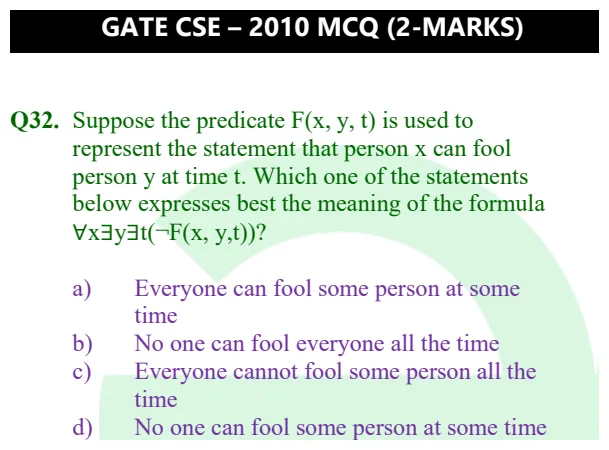 GATE CSE – 2010 MCQ (2-MARKS)
Q32. Suppose the predicate F(x, y, t) is used to
represent the statement that person x can fool
person y at time t. Which one of the statements
below expresses best the meaning of the formula
∀x∃y∃t(¬F(x, y,t))?
a) Everyone can fool some person at some
time
b) No one can fool everyone all the time
c) Everyone cannot fool some person all the
time
d) No one can fool some person at some time